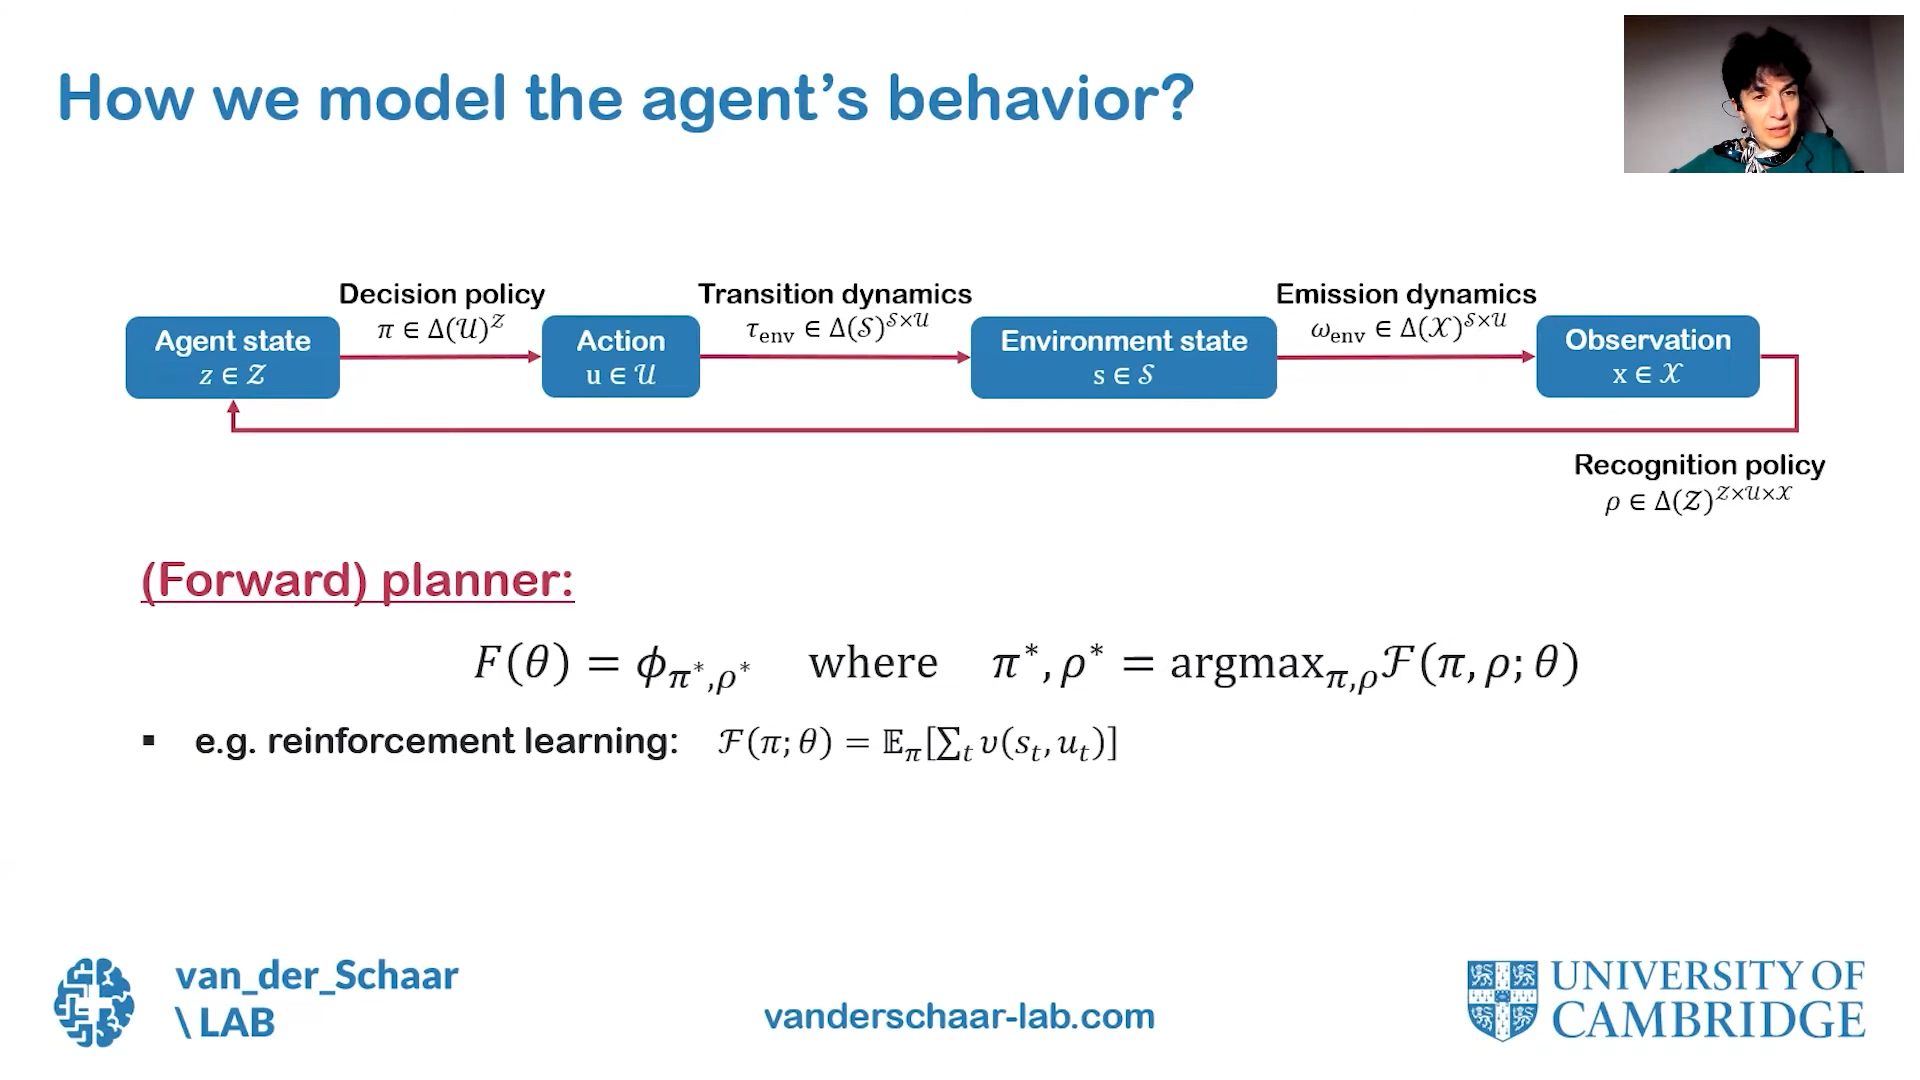 How we model the agent's behavior?
Decision policy
π ∈ Δ(𝒰)^𝒵
Transition dynamics
τ_env ∈ Δ(𝒮)^{𝒮×𝒰}
Emission dynamics
ω_env ∈ Δ(𝒳)^{𝒮×𝒰}
Agent state
z ∈ 𝒵
Action
u ∈ 𝒰
Environment state
s ∈ 𝒮
Observation
x ∈ 𝒳
Recognition policy
ρ ∈ Δ(𝒵)^{𝒵×𝒰×𝒳}
(Forward) planner:
F(θ) = ϕ_{π*,ρ*} where π*, ρ* = argmax_{π,ρ}ℱ(π, ρ; θ)
▪ e.g. reinforcement learning: ℱ(π; θ) = 𝔼_π[∑_t υ(s_t, u_t)]
van_der_Schaar
\ LAB
vanderschaar-lab.com
UNIVERSITY OF
CAMBRIDGE